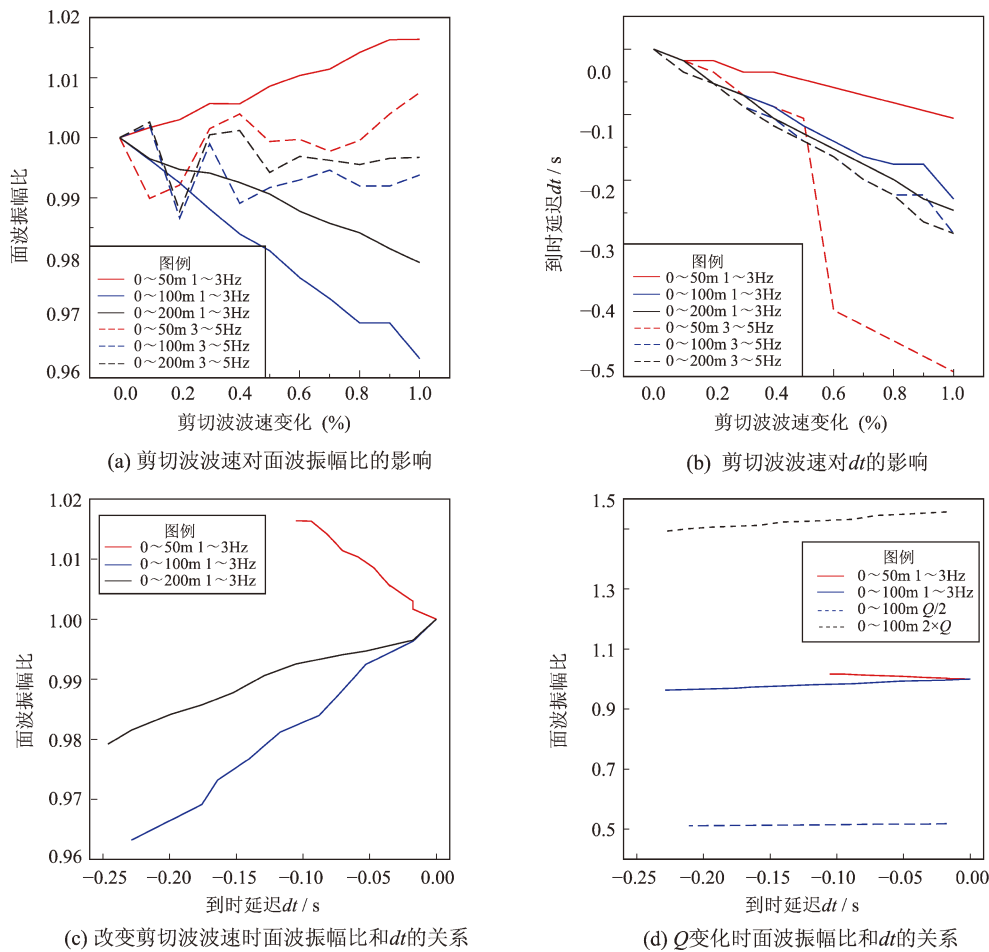 1.02
1.01
1.00
0.99
0.98
0.97
0.96
面波振幅比
图例
0～50m 1～3Hz
0～100m 1～3Hz
0～200m 1～3Hz
0～50m 3～5Hz
0～100m 3～5Hz
0～200m 3～5Hz
0.0 0.2 0.4 0.6 0.8 1.0
剪切波波速变化 (%)
(a) 剪切波波速对面波振幅比的影响
0.0
−0.1
−0.2
−0.3
−0.4
−0.5
到时延迟dt / s
图例
0～50m 1～3Hz
0～100m 1～3Hz
0～200m 1～3Hz
0～50m 3～5Hz
0～100m 3～5Hz
0～200m 3～5Hz
0.0 0.2 0.4 0.6 0.8 1.0
剪切波波速变化 (%)
(b) 剪切波波速对dt的影响
1.02
1.01
1.00
0.99
0.98
0.97
0.96
面波振幅比
图例
0～50m 1～3Hz
0～100m 1～3Hz
0～200m 1～3Hz
−0.25 −0.20 −0.15 −0.10 −0.05 0.00
到时延迟dt / s
(c) 改变剪切波波速时面波振幅比和dt的关系
1.5
1.3
1.1
0.9
0.7
0.5
面波振幅比
图例
0～50m 1～3Hz
0～100m 1～3Hz
0～100m Q/2
0～100m 2×Q
−0.25 −0.20 −0.15 −0.10 −0.05 0.00
到时延迟dt / s
(d) Q变化时面波振幅比和dt的关系